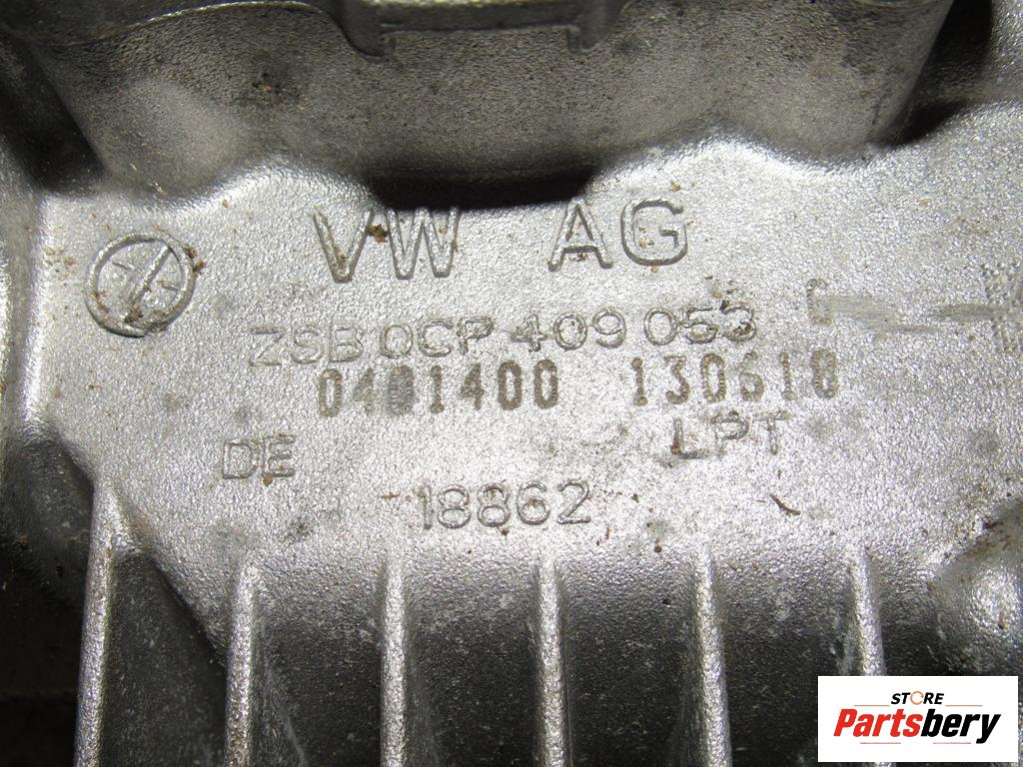 VW AG
ZSB 0CP 409 053 C
0401400 130618
DE LPT
18862
STORE
Partsbery